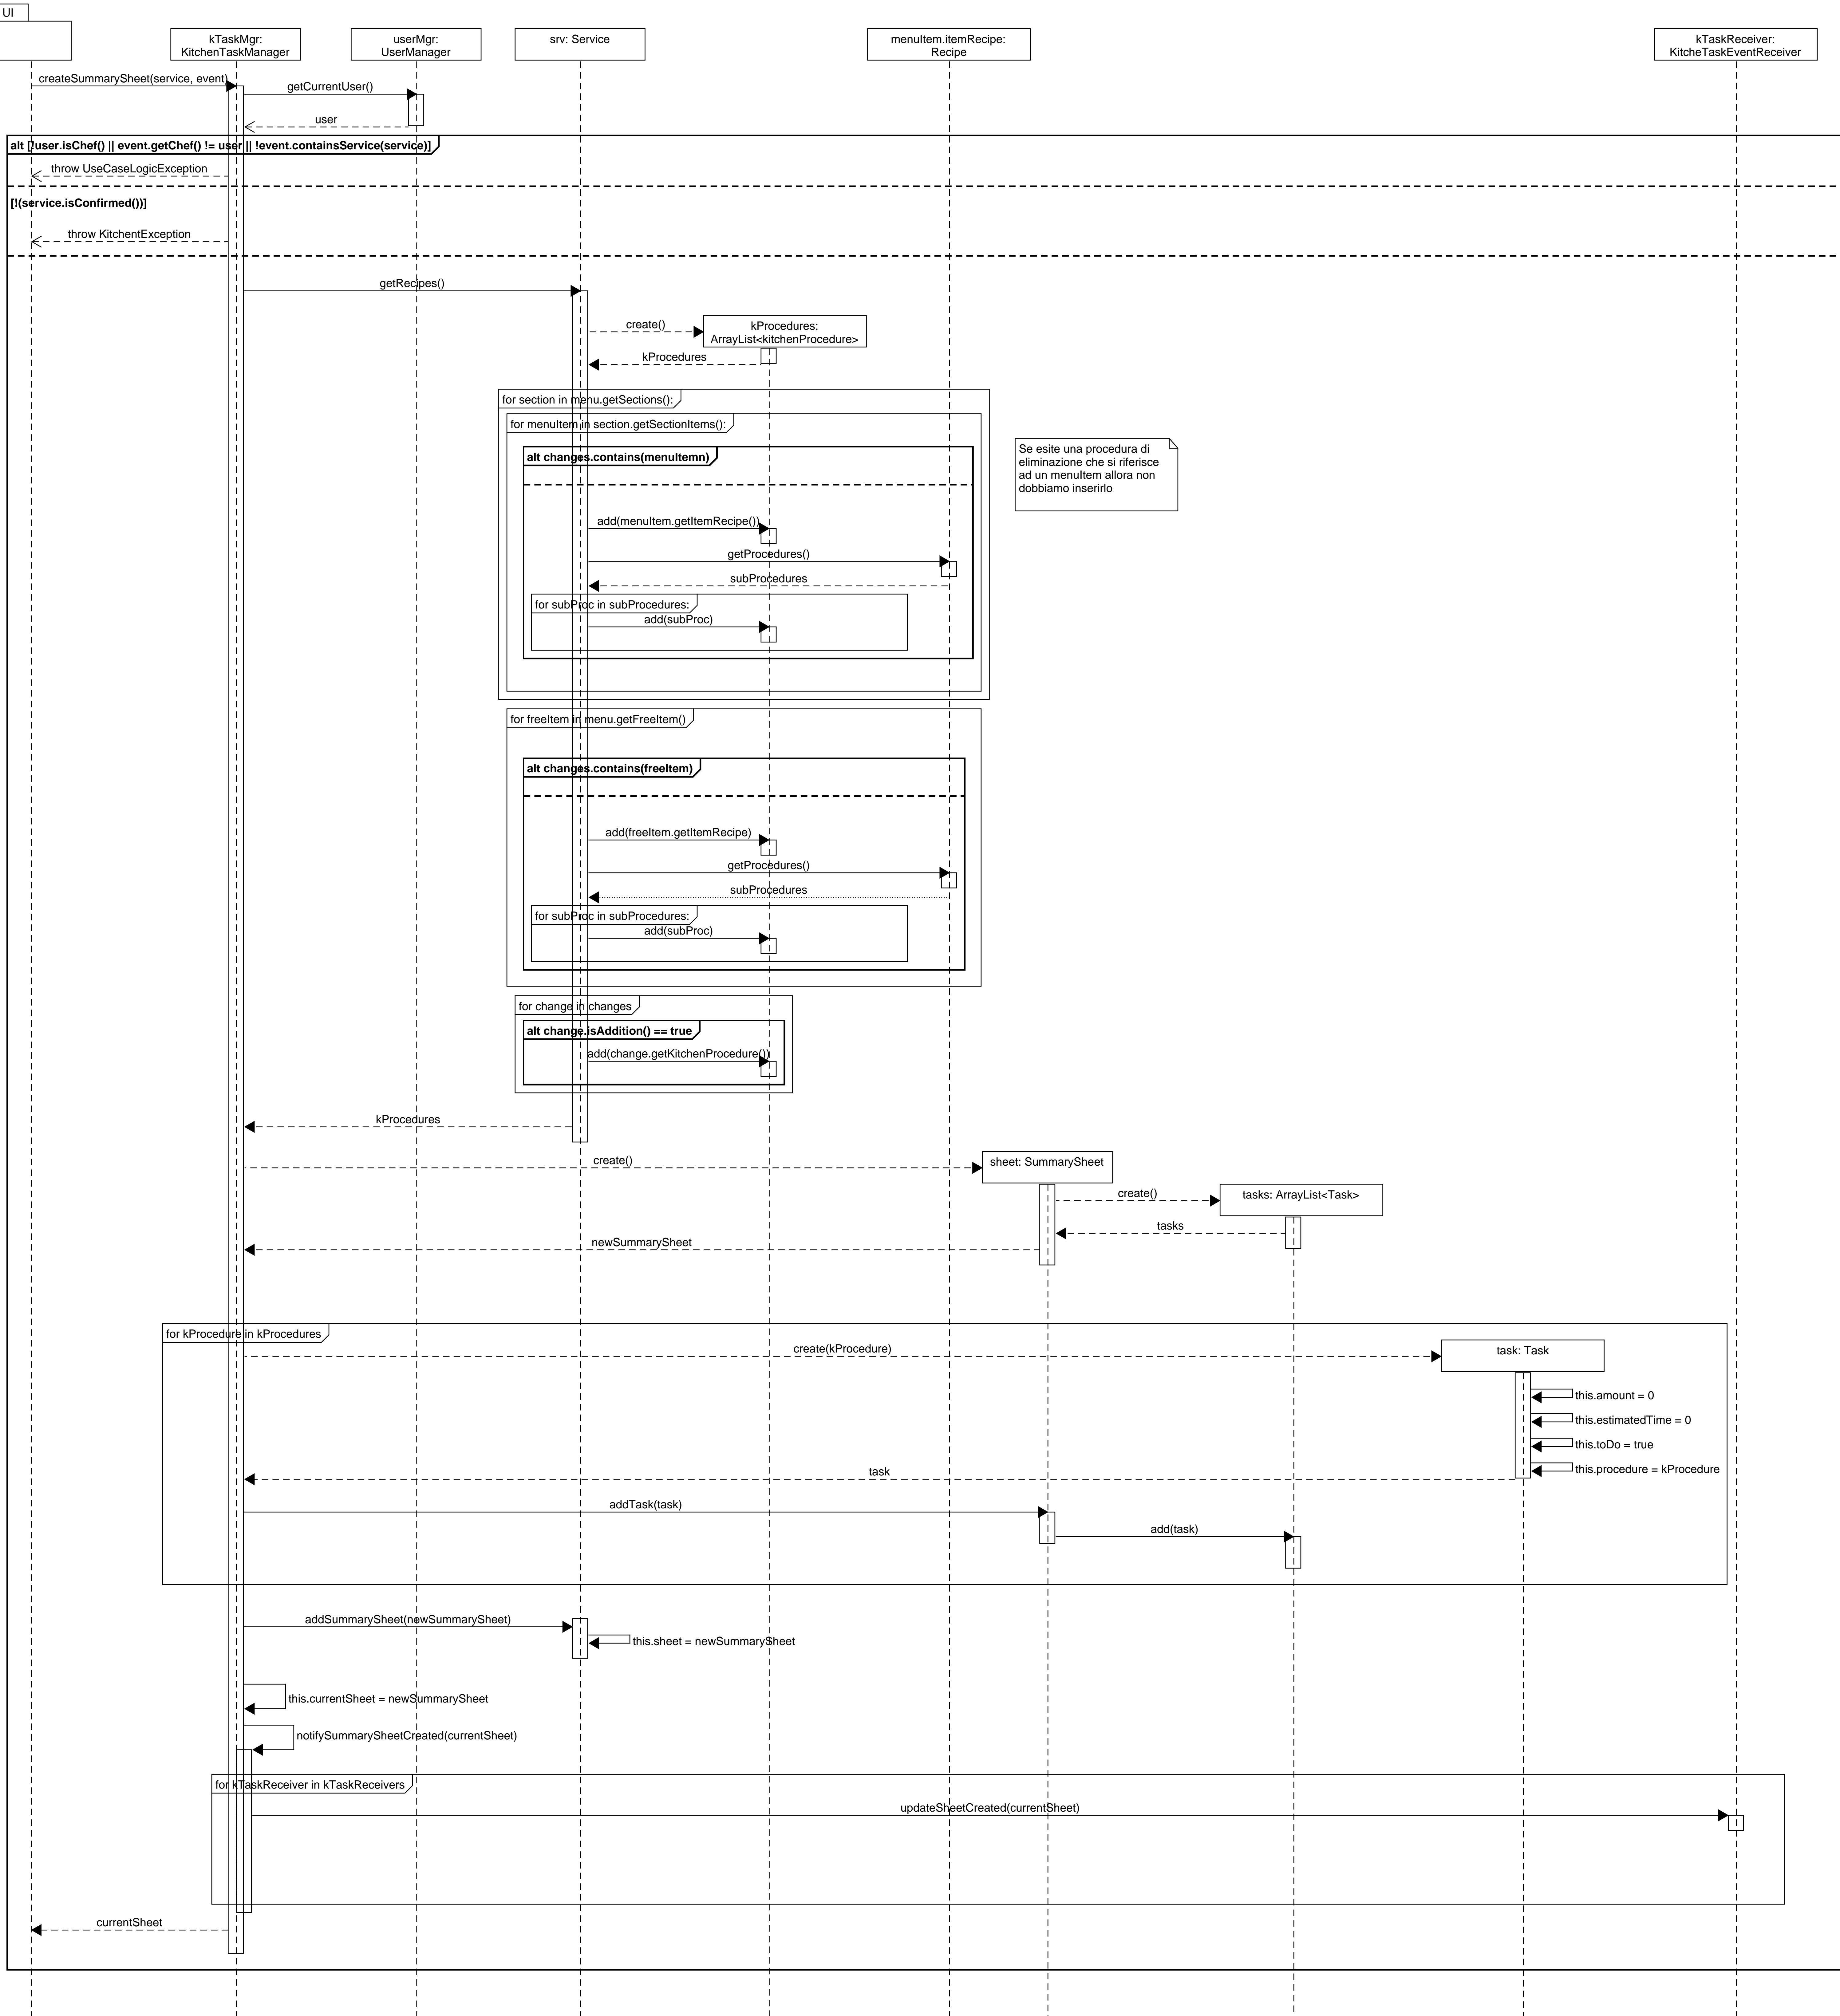 UI
kTaskMgr:
KitchenTaskManager
userMgr:
UserManager
srv: Service
menuItem.itemRecipe:
Recipe
kTaskReceiver:
KitcheTaskEventReceiver
createSummarySheet(service, event)
getCurrentUser()
user
alt [!user.isChef() || event.getChef() != user || !event.containsService(service)]
throw UseCaseLogicException
[!(service.isConfirmed())]
throw KitchentException
getRecipes()
create()
kProcedures:
ArrayList<kitchenProcedure>
kProcedures
for section in menu.getSections():
for menuItem in section.getSectionItems():
alt changes.contains(menuItemn)
Se esite una procedura di
eliminazione che si riferisce
ad un menuItem allora non
dobbiamo inserirlo
add(menuItem.getItemRecipe())
getProcedures()
subProcedures
for subProc in subProcedures:
add(subProc)
for freeItem in menu.getFreeItem()
alt changes.contains(freeItem)
add(freeItem.getItemRecipe)
getProcedures()
subProcedures
for subProc in subProcedures:
add(subProc)
for change in changes
alt change.isAddition() == true
add(change.getKitchenProcedure())
kProcedures
create()
sheet: SummarySheet
create()
tasks: ArrayList<Task>
tasks
newSummarySheet
for kProcedure in kProcedures
create(kProcedure)
task: Task
this.amount = 0
this.estimatedTime = 0
this.toDo = true
this.procedure = kProcedure
task
addTask(task)
add(task)
addSummarySheet(newSummarySheet)
this.sheet = newSummarySheet
this.currentSheet = newSummarySheet
notifySummarySheetCreated(currentSheet)
for kTaskReceiver in kTaskReceivers
updateSheetCreated(currentSheet)
currentSheet